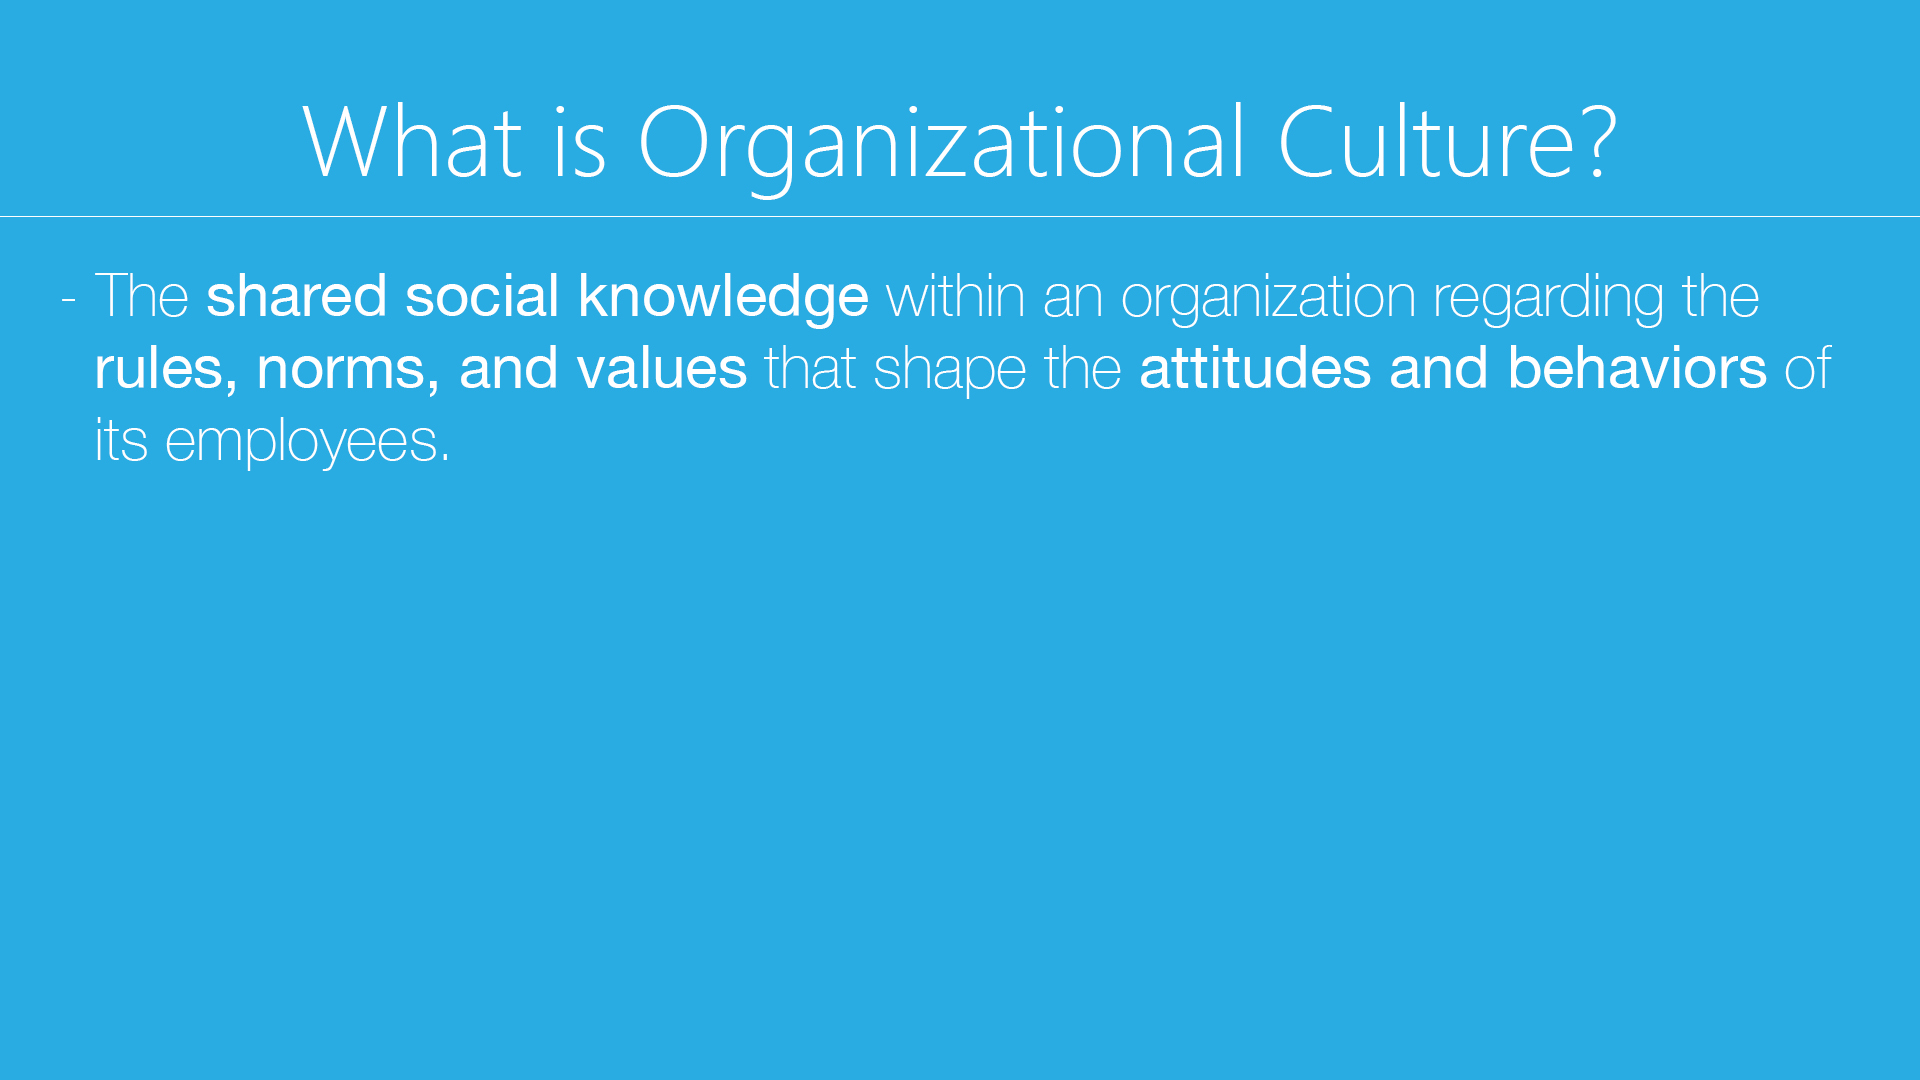 What is Organizational Culture?
- The shared social knowledge within an organization regarding the
rules, norms, and values that shape the attitudes and behaviors of
its employees.